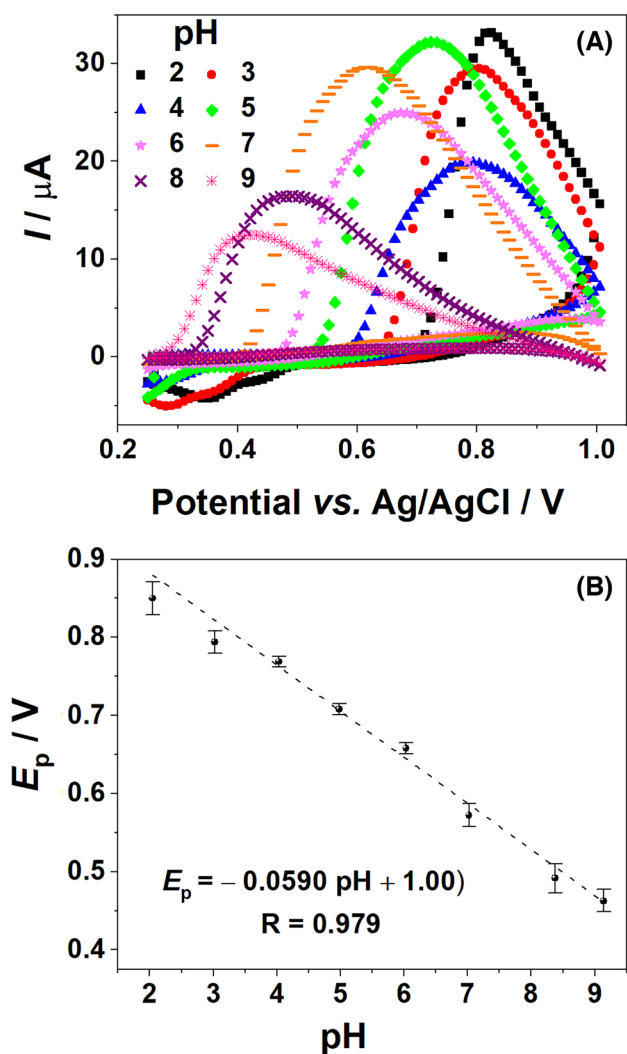 (A)
pH
2 3
4 5
6 7
8 9
30
20
10
0
I / μA
0.2 0.4 0.6 0.8 1.0
Potential vs. Ag/AgCl / V
(B)
0.9
0.8
0.7
0.6
0.5
0.4
Ep / V
Ep = − 0.0590 pH + 1.00)
R = 0.979
2 3 4 5 6 7 8 9
pH